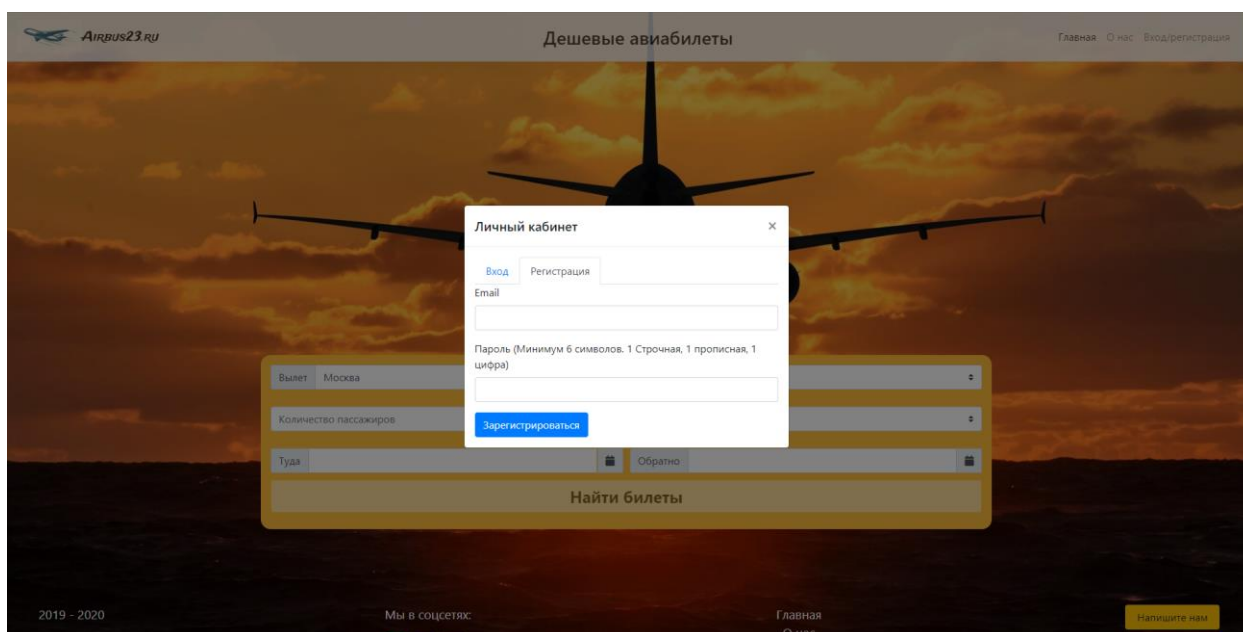 Airbus23.ru
Дешевые авиабилеты
Главная О нас Вход/регистрация
Личный кабинет ×
Вход Регистрация
Email
Пароль (Минимум 6 символов. 1 Строчная, 1 прописная, 1
цифра)
Зарегистрироваться
Вылет Москва
Количество пассажиров
Туда Обратно
Найти билеты
2019 - 2020 Мы в соцсетях: Главная Напишите нам
О нас